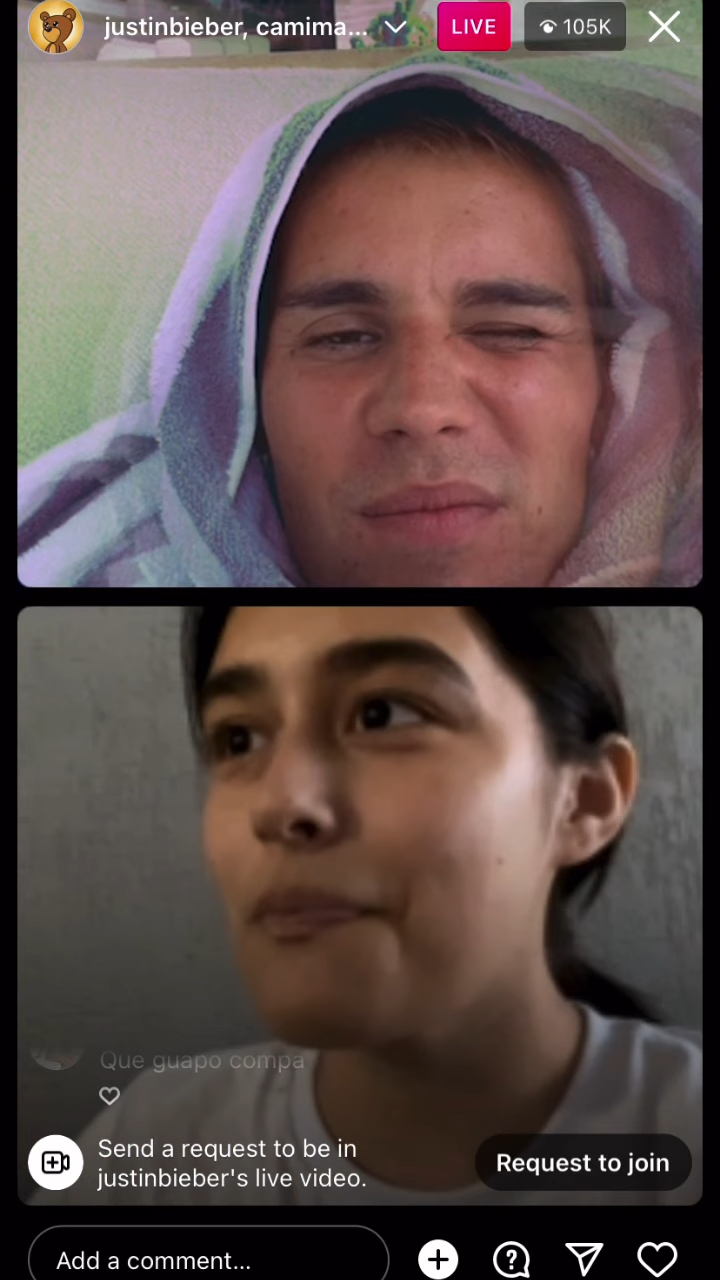 justinbieber, camima...
LIVE
105K
Que guapo compa
Send a request to be in
justinbieber's live video.
Request to join
Add a comment...